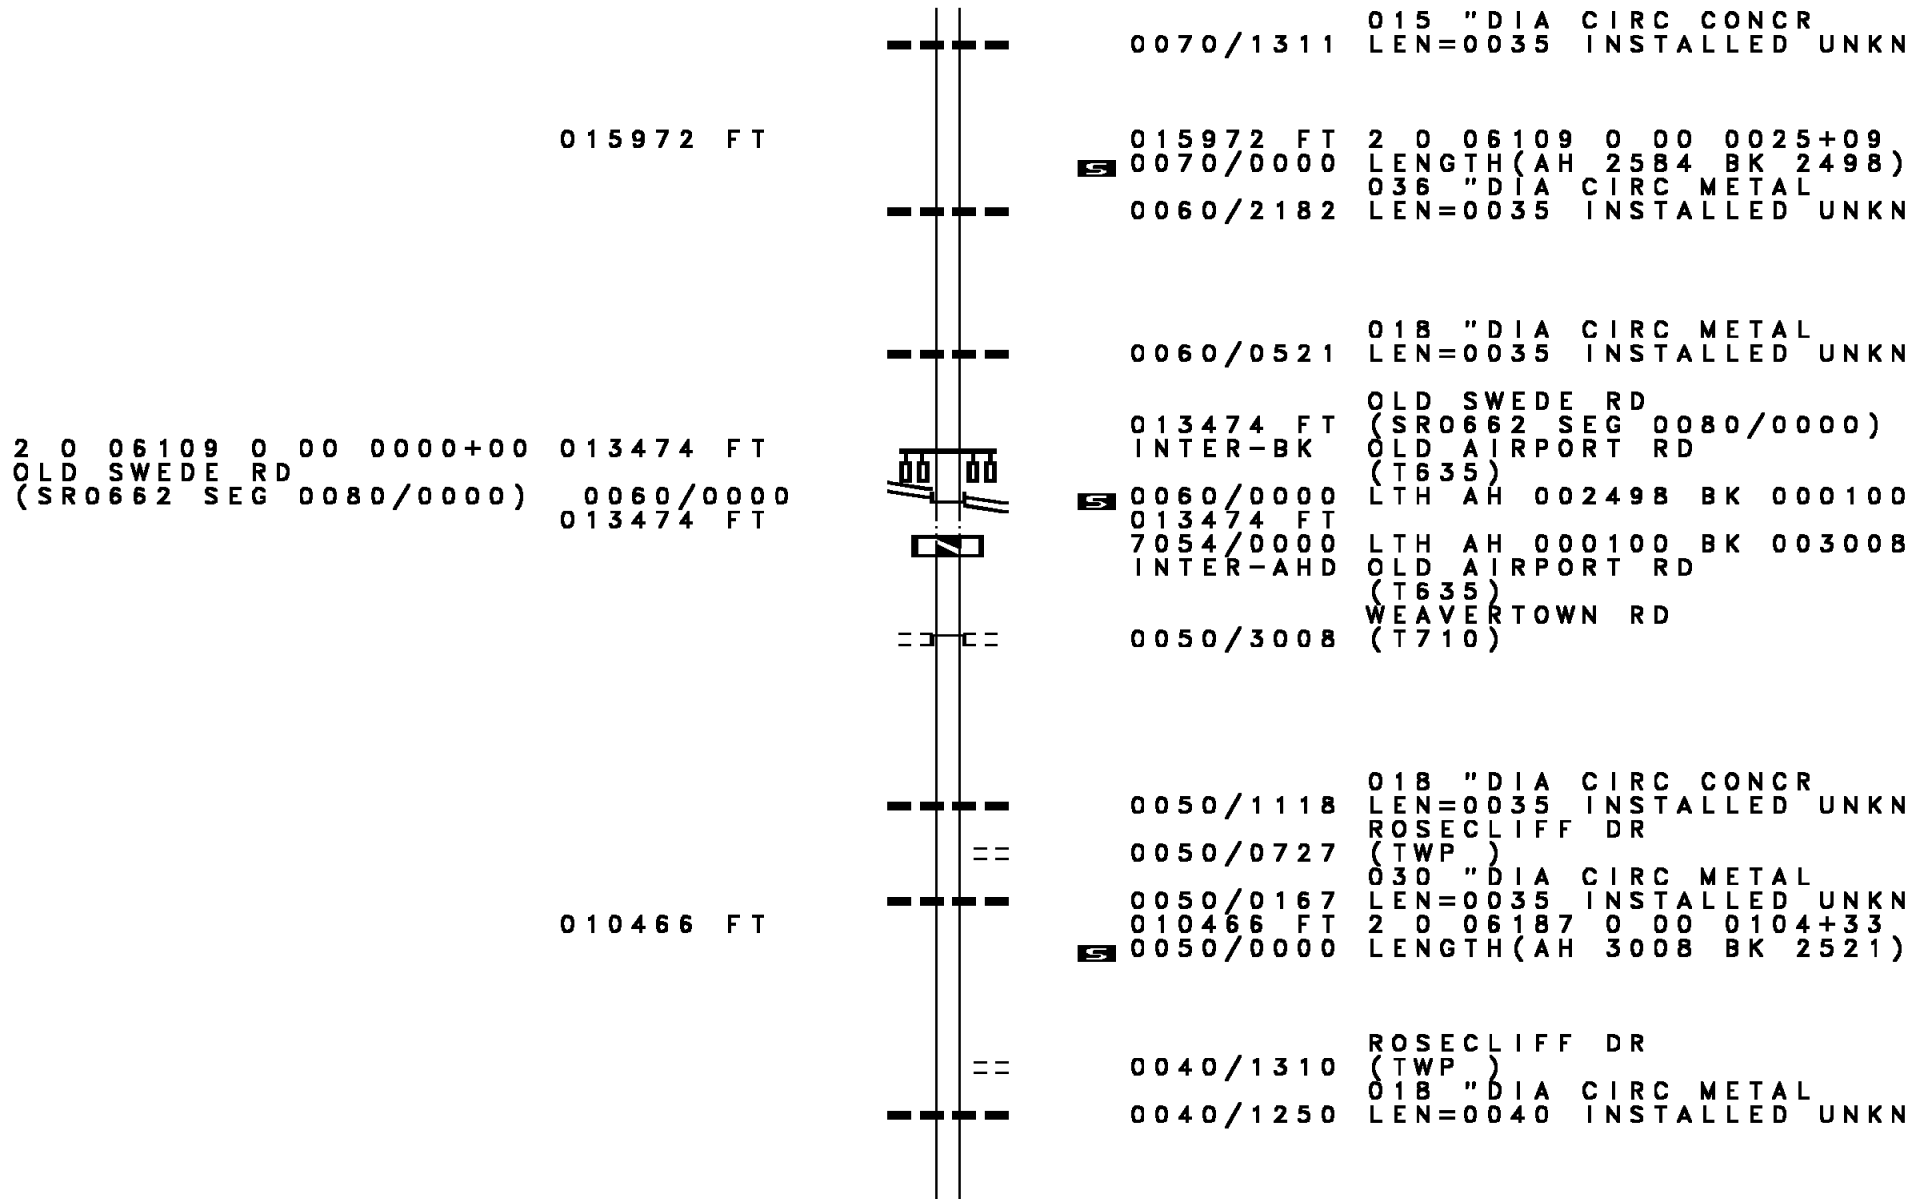 015 "DIA CIRC CONCR
0070/1311 LEN=0035 INSTALLED UNKN
015972 FT 015972 FT 2 0 06109 0 00 0025+09
S 0070/0000 LENGTH(AH 2584 BK 2498)
036 "DIA CIRC METAL
0060/2182 LEN=0035 INSTALLED UNKN
018 "DIA CIRC METAL
0060/0521 LEN=0035 INSTALLED UNKN
OLD SWEDE RD
013474 FT (SR0662 SEG 0080/0000)
2 0 06109 0 00 0000+00 013474 FT INTER-BK OLD AIRPORT RD
OLD SWEDE RD (T635)
(SR0662 SEG 0080/0000) 0060/0000 S 0060/0000 LTH AH 002498 BK 000100
013474 FT 013474 FT
7054/0000 LTH AH 000100 BK 003008
INTER-AHD OLD AIRPORT RD
(T635)
WEAVERTOWN RD
0050/3008 (T710)
018 "DIA CIRC CONCR
0050/1118 LEN=0035 INSTALLED UNKN
ROSECLIFF DR
0050/0727 (TWP )
030 "DIA CIRC METAL
0050/0167 LEN=0035 INSTALLED UNKN
010466 FT 010466 FT 2 0 06187 0 00 0104+33
S 0050/0000 LENGTH(AH 3008 BK 2521)
ROSECLIFF DR
0040/1310 (TWP )
018 "DIA CIRC METAL
0040/1250 LEN=0040 INSTALLED UNKN